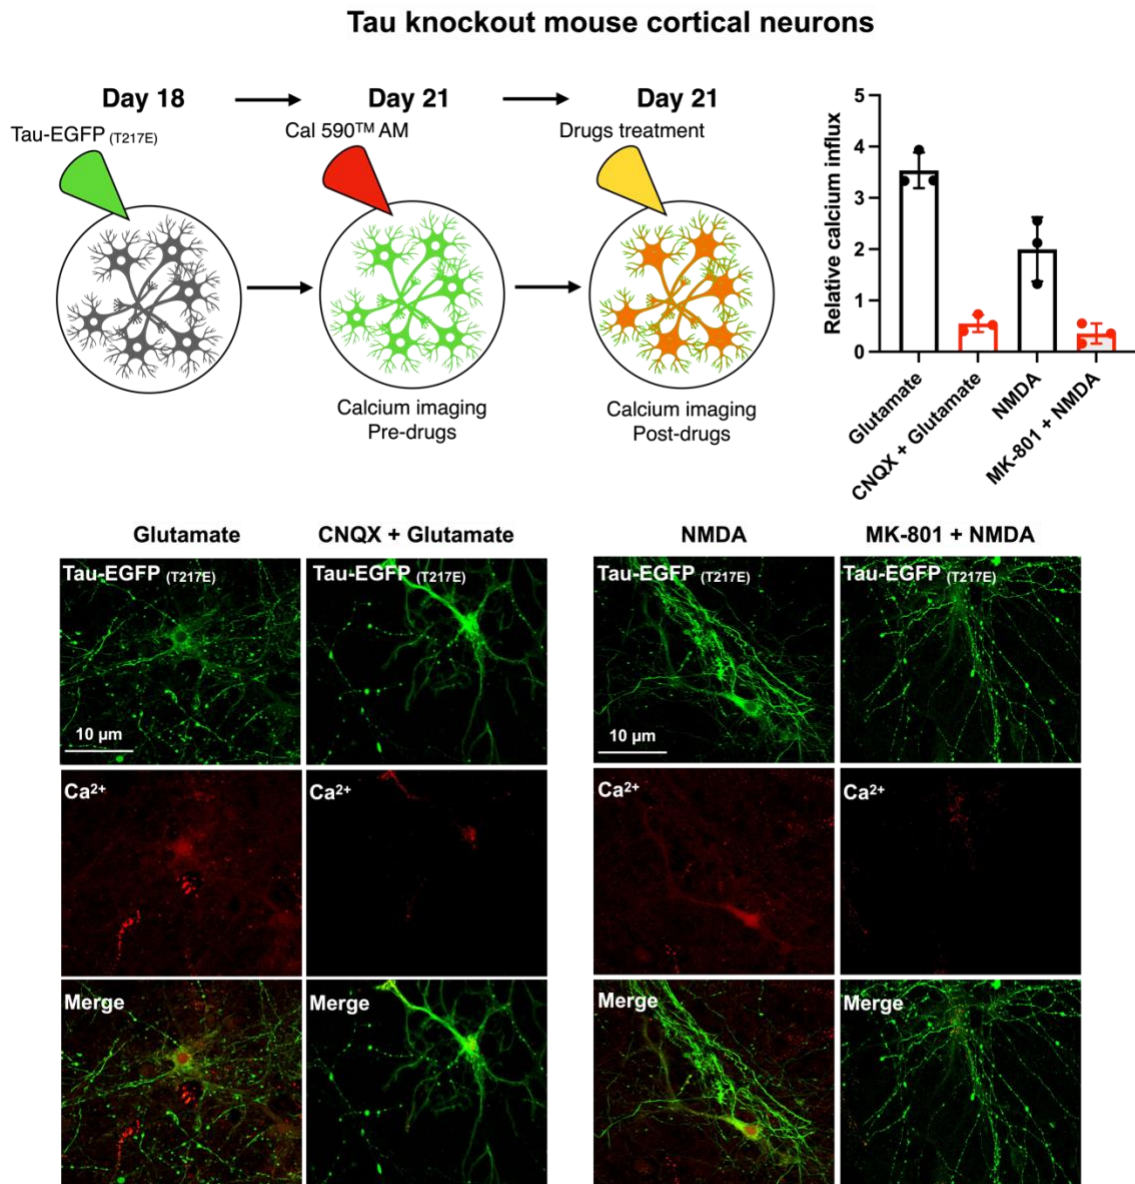 Tau knockout mouse cortical neurons
Day 18
Day 21
Day 21
Tau-EGFP (T217E)
Cal 590™ AM
Drugs treatment
Calcium imaging
Pre-drugs
Calcium imaging
Post-drugs
Relative calcium influx
5
4
3
2
1
0
Glutamate
CNQX + Glutamate
NMDA
MK-801 + NMDA
Glutamate
CNQX + Glutamate
NMDA
MK-801 + NMDA
Tau-EGFP (T217E)
Tau-EGFP (T217E)
Tau-EGFP (T217E)
Tau-EGFP (T217E)
10 µm
10 µm
Ca²⁺
Ca²⁺
Ca²⁺
Ca²⁺
Merge
Merge
Merge
Merge